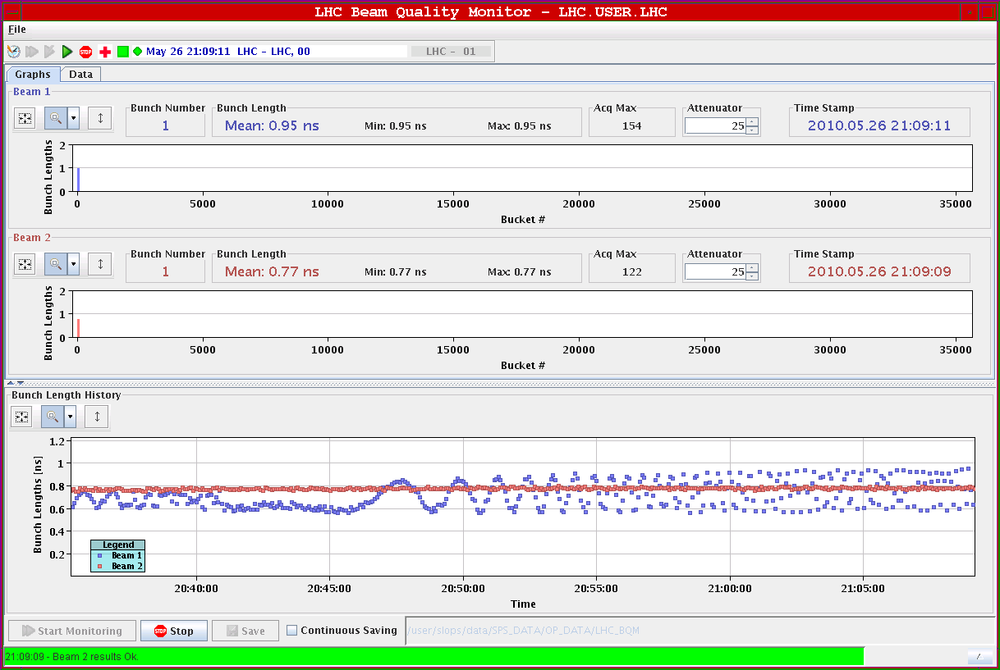 LHC Beam Quality Monitor - LHC.USER.LHC
File
STOP May 26 21:09:11 LHC - LHC, 00 LHC - 01
Graphs Data
Beam 1
Bunch Number Bunch Length Acq Max Attenuator Time Stamp
1 Mean: 0.95 ns Min: 0.95 ns Max: 0.95 ns 154 25 2010.05.26 21:09:11
Bunch Lengths
2
1
0
0 5000 10000 15000 20000 25000 30000 35000
Bucket #
Beam 2
Bunch Number Bunch Length Acq Max Attenuator Time Stamp
1 Mean: 0.77 ns Min: 0.77 ns Max: 0.77 ns 122 25 2010.05.26 21:09:09
Bunch Lengths
2
1
0
0 5000 10000 15000 20000 25000 30000 35000
Bucket #
Bunch Length History
Bunch Lengths [ns]
1.2
1
0.8
0.6
0.4
0.2
Legend
Beam 1
Beam 2
20:40:00 20:45:00 20:50:00 20:55:00 21:00:00 21:05:00
Time
Start Monitoring STOP Stop Save Continuous Saving /user/slops/data/SPS_DATA/OP_DATA/LHC_BQM
21:09:09 - Beam 2 results Ok.
/